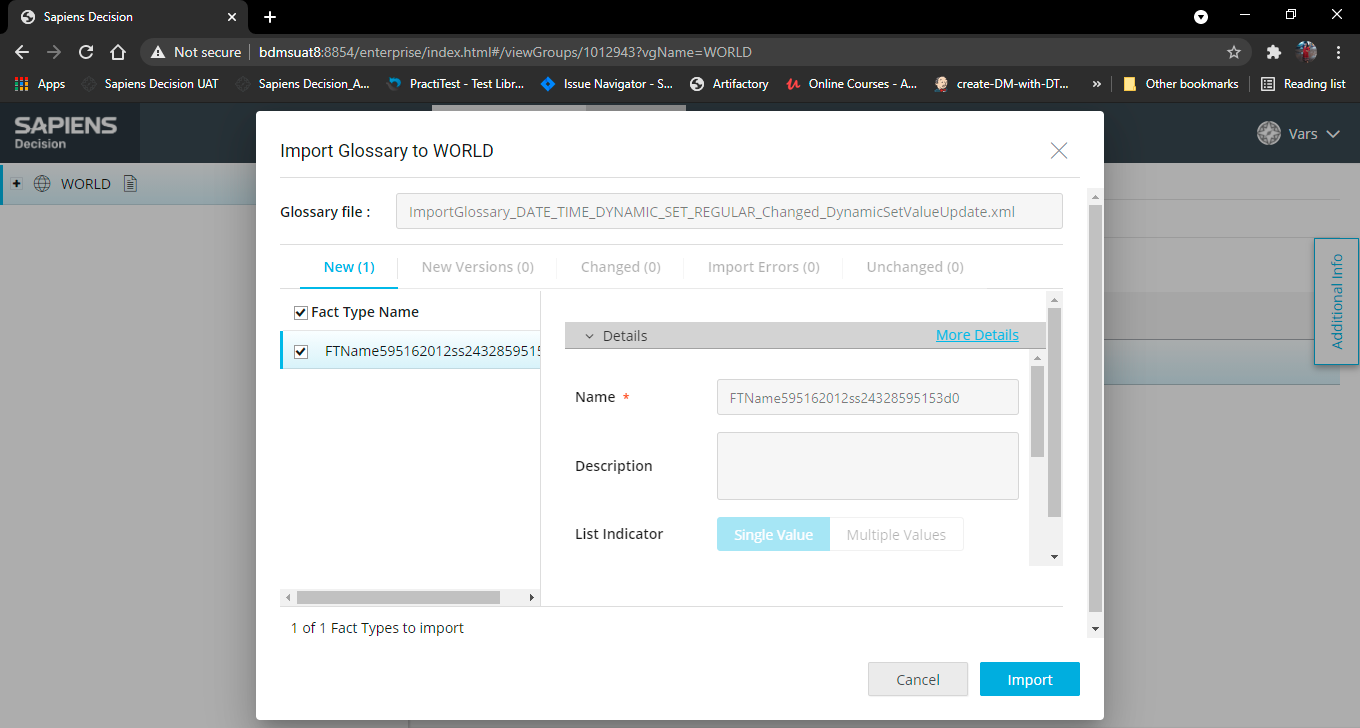 Sapiens Decision
Not secure
bdmsuat8:8854/enterprise/index.html#/viewGroups/1012943?vgName=WORLD
Apps
Sapiens Decision UAT
Sapiens Decision_A...
PractiTest - Test Libr...
Issue Navigator - S...
Artifactory
Online Courses - A...
create-DM-with-DT...
»
Other bookmarks
Reading list
SAPIENS
Decision
Vars
WORLD
Import Glossary to WORLD
Glossary file :
ImportGlossary_DATE_TIME_DYNAMIC_SET_REGULAR_Changed_DynamicSetValueUpdate.xml
New (1)
New Versions (0)
Changed (0)
Import Errors (0)
Unchanged (0)
Additional Info
Fact Type Name
Details
More Details
FTName595162012ss2432859515
Name *
FTName595162012ss24328595153d0
Description
List Indicator
Single Value
Multiple Values
1 of 1 Fact Types to import
Cancel
Import